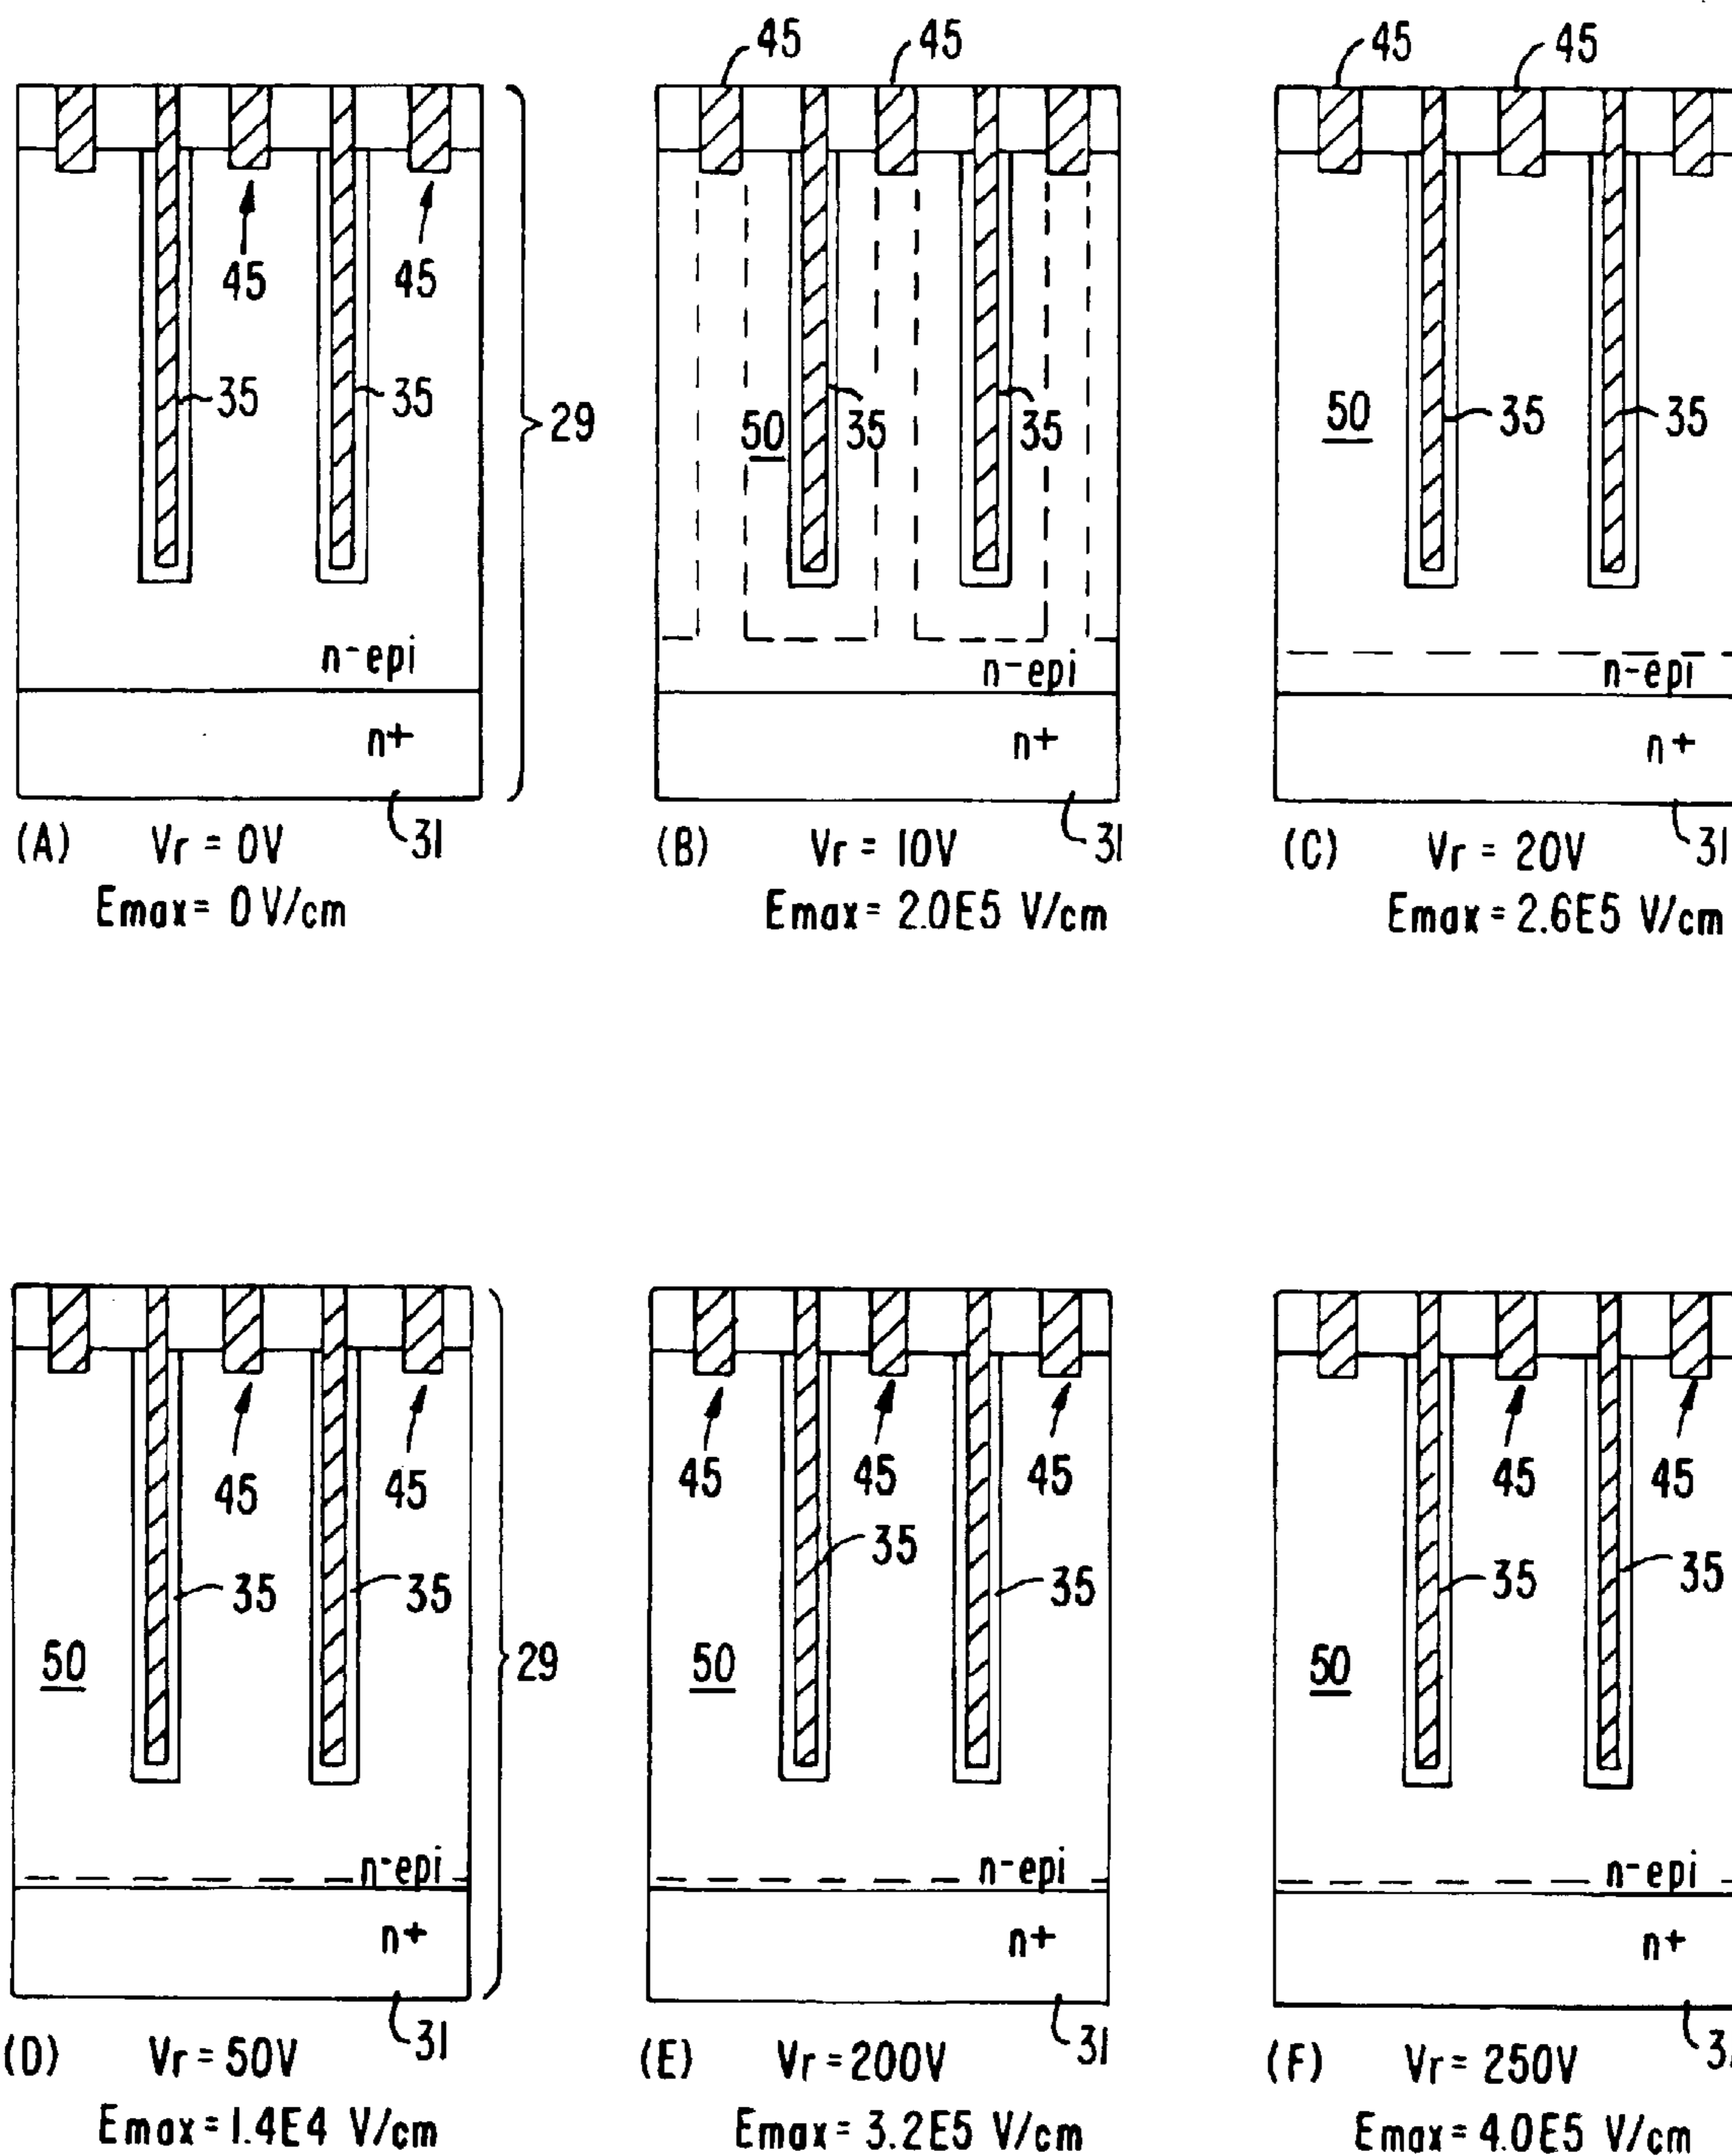 45 45
45 45
45 45
35 35
29
n-epi
n+
31
(A) Vr = 0V
Emax = 0 V/cm
50 35 35
n-epi
n+
31
(B) Vr = 10V
Emax = 2.0E5 V/cm
50 35 35
n-epi
n+
31
(C) Vr = 20V
Emax = 2.6E5 V/cm
45 45
35 35
50
29
n-epi
n+
31
(D) Vr = 50V
Emax = 1.4E4 V/cm
45 45 45
35 35
50
n-epi
n+
31
(E) Vr = 200V
Emax = 3.2E5 V/cm
45 45
35 35
50
n-epi
n+
(F) Vr = 250V
Emax = 4.0E5 V/cm